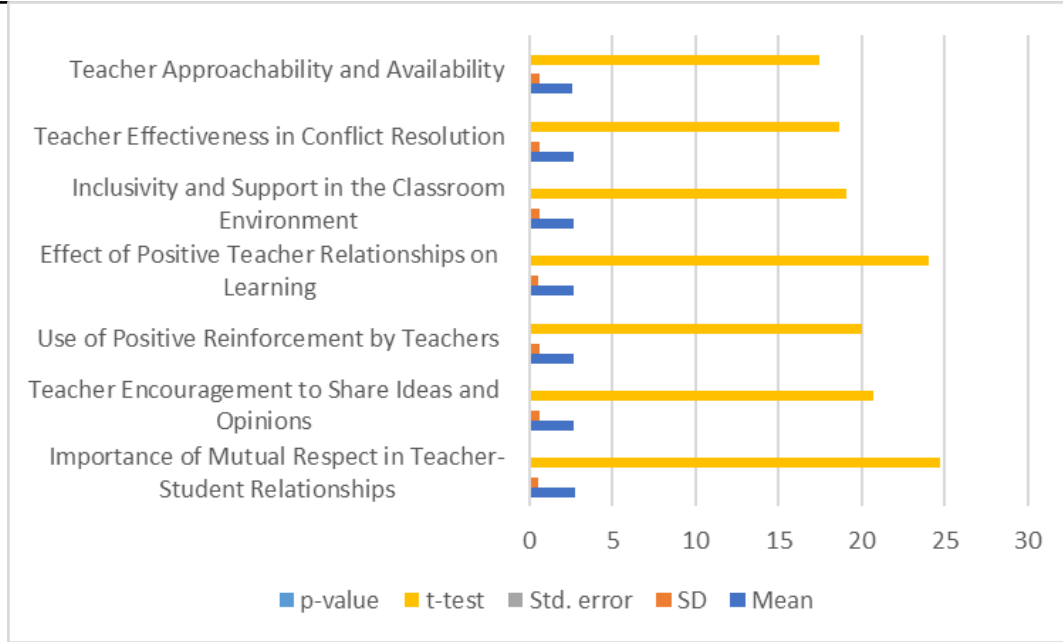 Teacher Approachability and Availability
Teacher Effectiveness in Conflict Resolution
Inclusivity and Support in the Classroom
Environment
Effect of Positive Teacher Relationships on
Learning
Use of Positive Reinforcement by Teachers
Teacher Encouragement to Share Ideas and
Opinions
Importance of Mutual Respect in Teacher-
Student Relationships
0 5 10 15 20 25 30
p-value t-test Std. error SD Mean